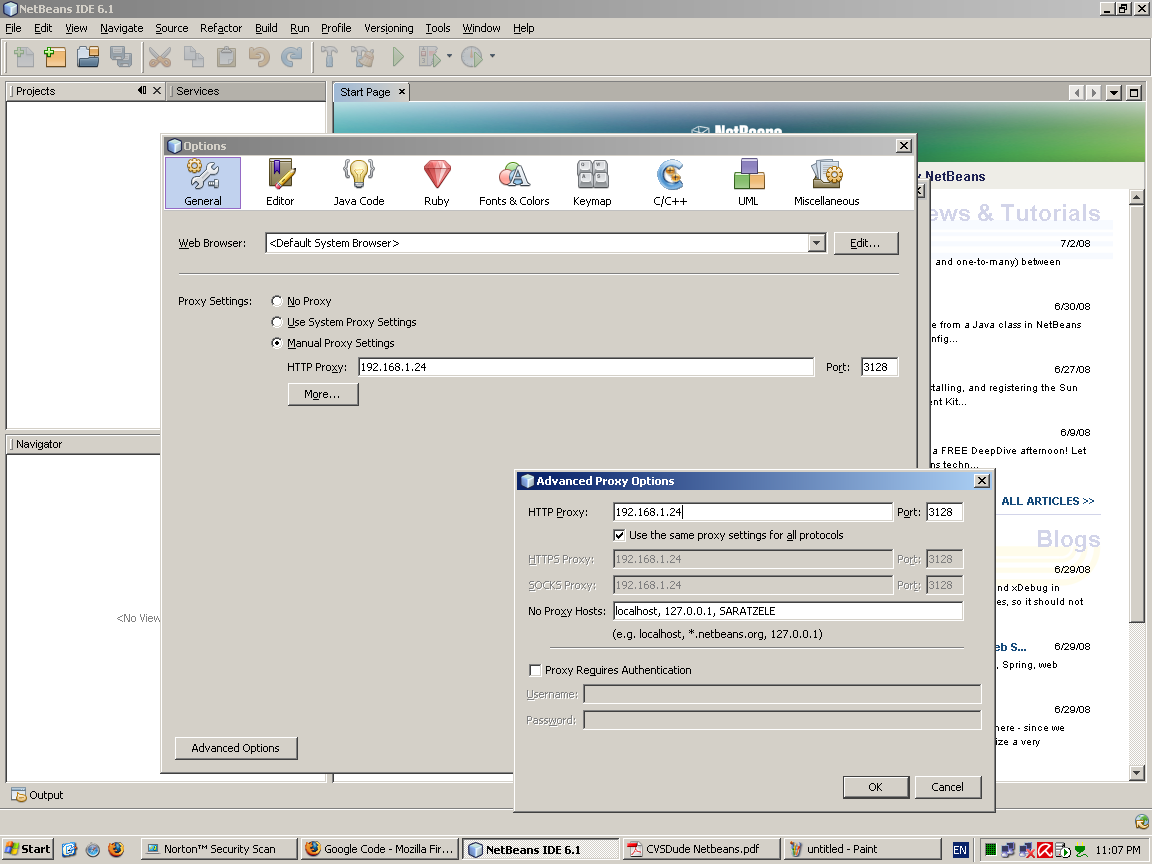 NetBeans IDE 6.1
File Edit View Navigate Source Refactor Build Run Profile Versioning Tools Window Help
Projects Services Start Page
NetBeans
Options
General Editor Java Code Ruby Fonts & Colors Keymap C/C++ UML Miscellaneous
NetBeans
& Tutorials
Web Browser: <Default System Browser> Edit...
7/2/08
and one-to-many) between
Proxy Settings: No Proxy
6/30/08
Use System Proxy Settings
from a Java class in NetBeans
Manual Proxy Settings
HTTP Proxy: 192.168.1.24 Port: 3128
6/27/08
More...
, and registering the Sun
Kit...
6/9/08
a FREE DeepDive afternoon! Let
Navigator
techn...
Advanced Proxy Options
ALL ARTICLES >>
HTTP Proxy: 192.168.1.24 Port: 3128
Use the same proxy settings for all protocols
Blogs
HTTPS Proxy: 192.168.1.24 Port: 3128
6/29/08
SOCKS Proxy: 192.168.1.24 Port: 3128
xDebug in
so it should not
No Proxy Hosts: localhost, 127.0.0.1, SARATZELE
<No View
(e.g. localhost, *.netbeans.org, 127.0.0.1)
S... 6/29/08
, Spring, web
Proxy Requires Authentication
Username:
6/29/08
Password:
- since we
a very
Advanced Options
OK Cancel
Output
Start Norton™ Security Scan Google Code - Mozilla Fir... NetBeans IDE 6.1 CVSDude Netbeans.pdf untitled - Paint EN 11:07 PM